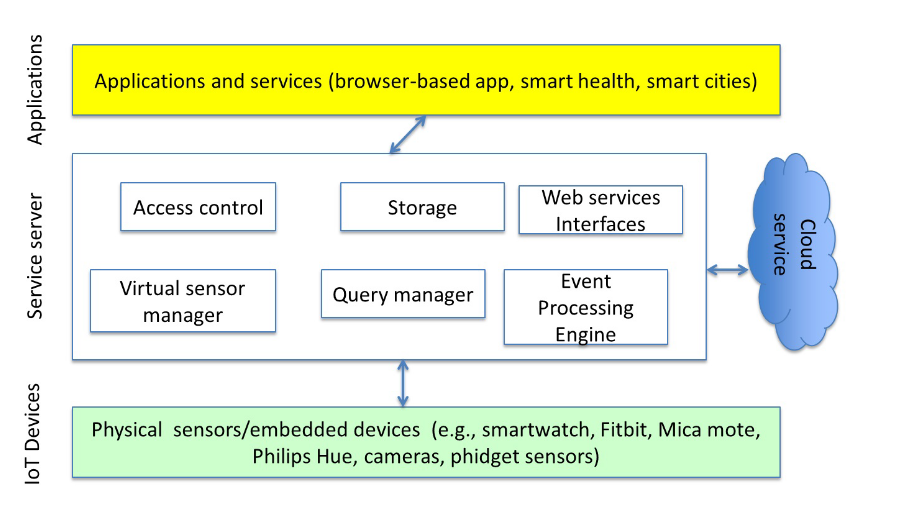 Applications
Applications and services (browser-based app, smart health, smart cities)
Service server
Access control
Storage
Web services
Interfaces
Virtual sensor
manager
Query manager
Event
Processing
Engine
Cloud
service
IoT Devices
Physical sensors/embedded devices (e.g., smartwatch, Fitbit, Mica mote,
Philips Hue, cameras, phidget sensors)